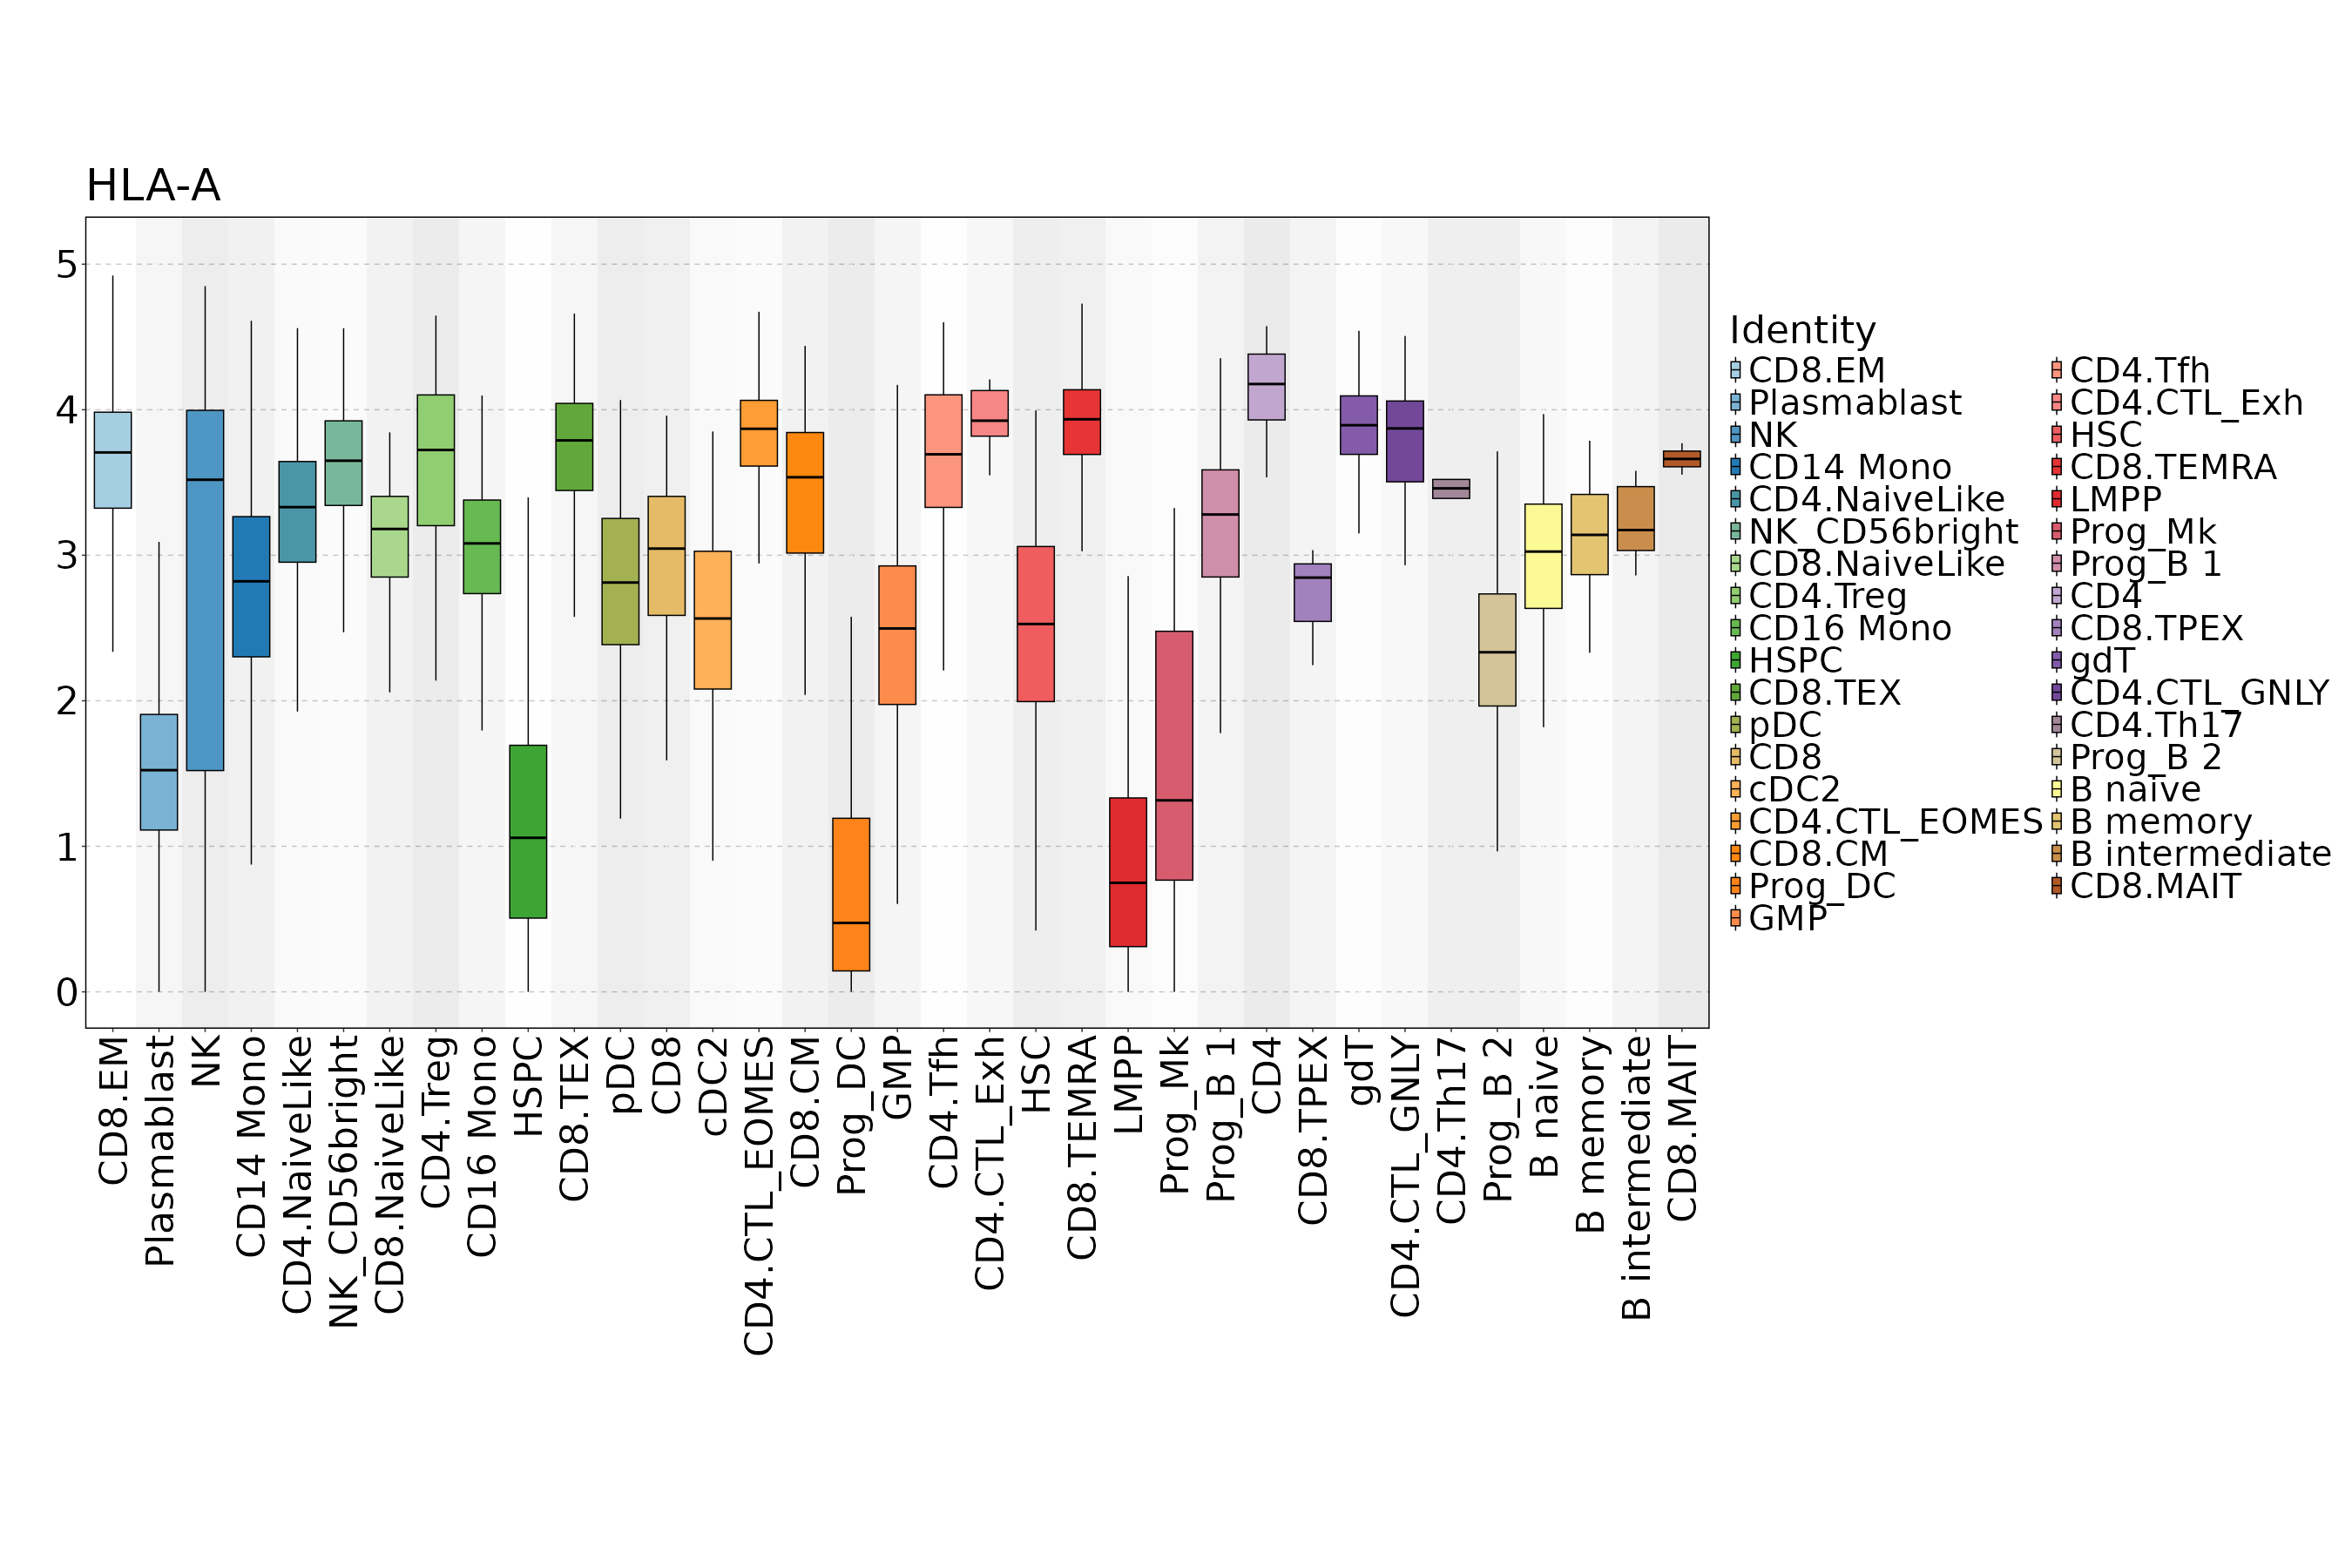 HLA-A
5
4
3
2
1
0
CD8.EM
Plasmablast
NK
CD14 Mono
CD4.NaiveLike
NK_CD56bright
CD8.NaiveLike
CD4.Treg
CD16 Mono
HSPC
CD8.TEX
pDC
CD8
cDC2
CD4.CTL_EOMES
CD8.CM
Prog_DC
GMP
CD4.Tfh
CD4.CTL_Exh
HSC
CD8.TEMRA
LMPP
Prog_Mk
Prog_B 1
CD4
CD8.TPEX
gdT
CD4.CTL_GNLY
CD4.Th17
Prog_B 2
B naive
B memory
B intermediate
CD8.MAIT
Identity
CD8.EM
Plasmablast
NK
CD14 Mono
CD4.NaiveLike
NK_CD56bright
CD8.NaiveLike
CD4.Treg
CD16 Mono
HSPC
CD8.TEX
pDC
CD8
cDC2
CD4.CTL_EOMES
CD8.CM
Prog_DC
GMP
CD4.Tfh
CD4.CTL_Exh
HSC
CD8.TEMRA
LMPP
Prog_Mk
Prog_B 1
CD4
CD8.TPEX
gdT
CD4.CTL_GNLY
CD4.Th17
Prog_B 2
B naive
B memory
B intermediate
CD8.MAIT